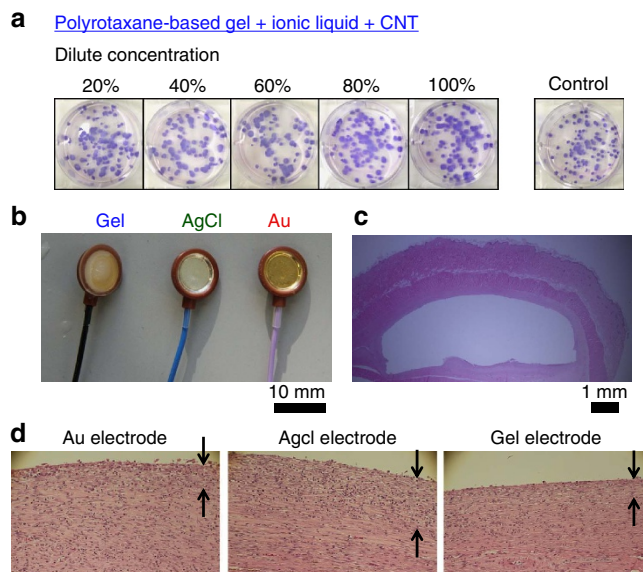 a
Polyrotaxane-based gel + ionic liquid + CNT
Dilute concentration
20% 40% 60% 80% 100% Control
b
Gel AgCl Au
10 mm
c
1 mm
d
Au electrode Agcl electrode Gel electrode